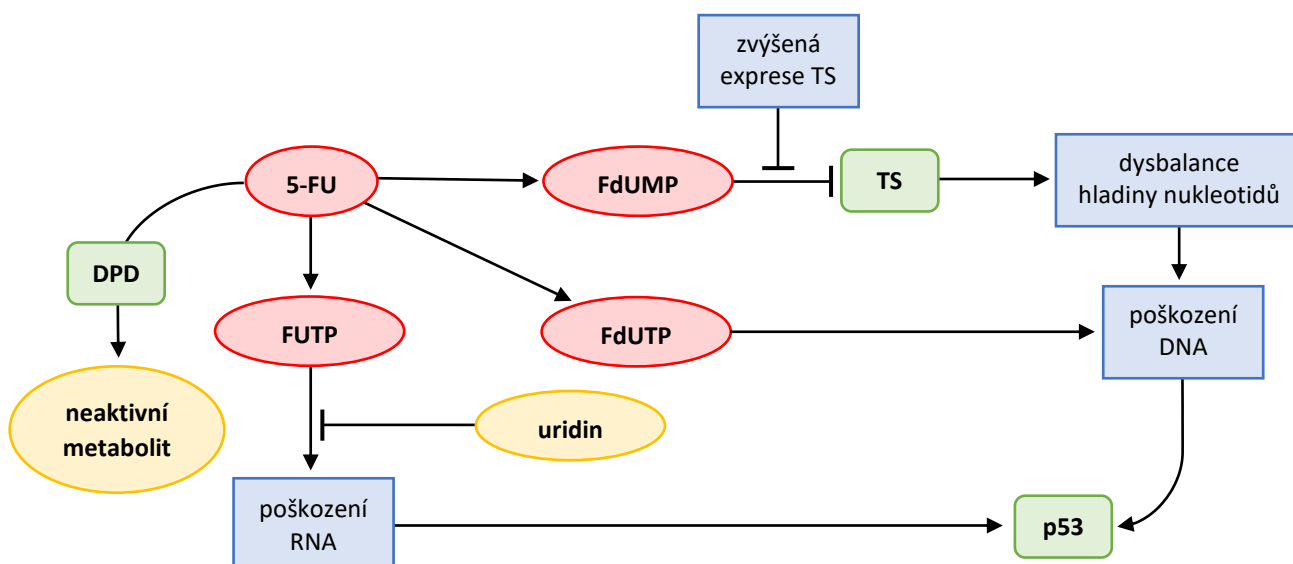 zvýšená
exprese TS
5-FU
FdUMP
TS
dysbalance
hladiny nukleotidů
DPD
FUTP
FdUTP
poškození
DNA
neaktivní
metabolit
uridin
poškození
RNA
p53